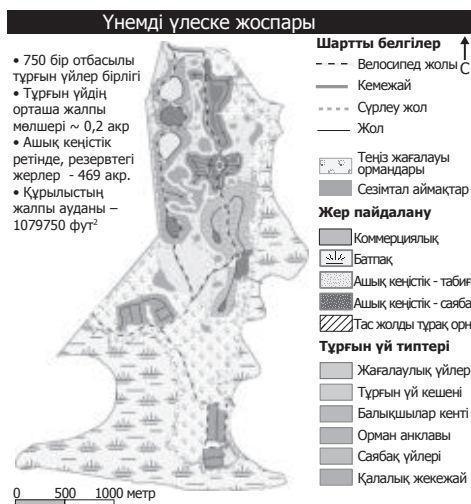 Үнемді үлеске жоспары
• 750 бір отбасылы
тұрғын үйлер бірлігі
• Тұрғын үйдің
орташа жалпы
мөлшері ~ 0,2 акр
• Ашық кеңістік
ретінде, резервтегі
жерлер - 469 акр.
• Құрылыстың
жалпы ауданы –
1079750 фут²
Шартты белгілер
С
Велосипед жолы
Кемежай
Сүрлеу жол
Жол
Теңіз жағалауы
ормандары
Сезімтал аймақтар
Жер пайдалану
Коммерциялық
Батпақ
Ашық кеңістік - табиғ
Ашық кеңістік - саяба
Тас жолды тұрақ орн
Тұрғын үй типтері
Жағалаулық үйлер
Тұрғын үй кешені
Балықшылар кенті
Орман анклавы
Саябақ үйлері
Қалалық жекежай
0 500 1000 метр